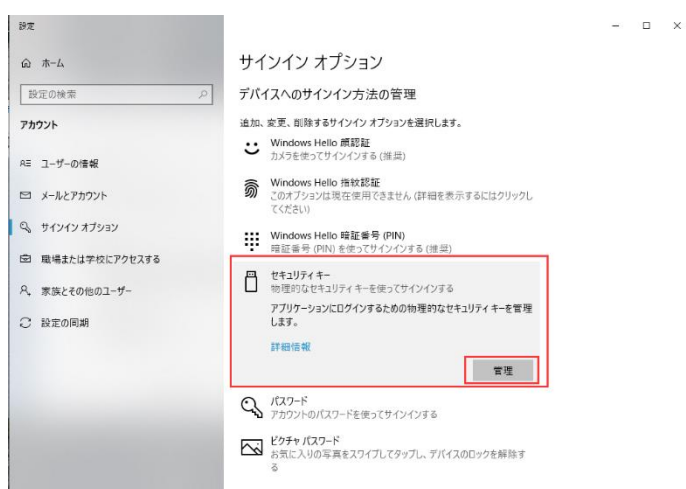 設定
ホーム
設定の検索
アカウント
ユーザーの情報
メールとアカウント
サインイン オプション
職場または学校にアクセスする
家族とその他のユーザー
設定の同期
サインイン オプション
デバイスへのサインイン方法の管理
追加、変更、削除するサインイン オプションを選択します。
Windows Hello 顔認証
カメラを使ってサインインする (推奨)
Windows Hello 指紋認証
このオプションは現在使用できません (詳細を表示するにはクリックし
てください)
Windows Hello 暗証番号 (PIN)
暗証番号 (PIN) を使ってサインインする (推奨)
セキュリティ キー
物理的なセキュリティ キーを使ってサインインする
アプリケーションにログインするための物理的なセキュリティ キーを管理
します。
詳細情報
管理
パスワード
アカウントのパスワードを使ってサインインする
ピクチャ パスワード
お気に入りの写真をスワイプしてタップし、デバイスのロックを解除す
る